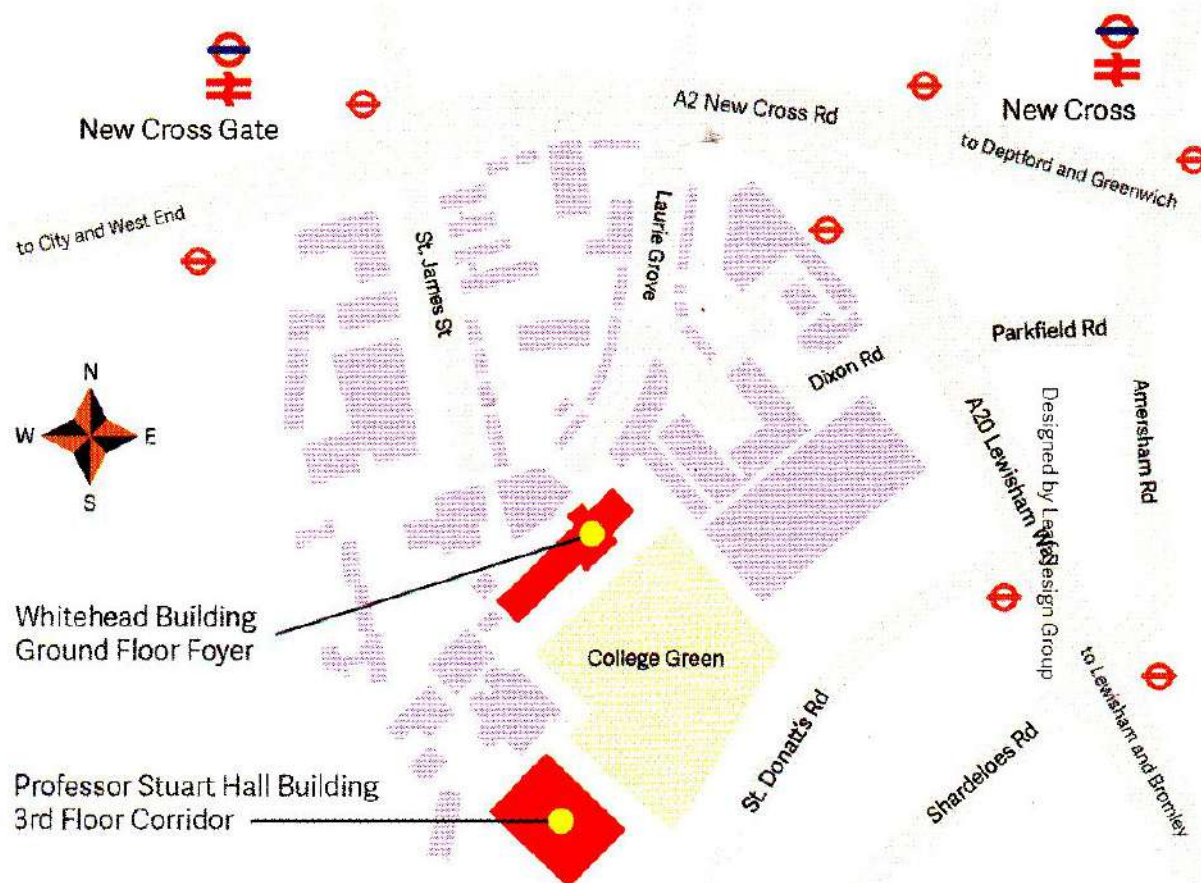 New Cross Gate
A2 New Cross Rd
New Cross
to Deptford and Greenwich
to City and West End
St. James St
Laurie Grove
Parkfield Rd
Dixon Rd
N
W E
S
A20 Lewisham Way
Designed by Leaf Design Group
Amersham Rd
Whitehead Building
Ground Floor Foyer
College Green
to Lewisham and Bromley
St. Donatt's Rd
Shardeloes Rd
Professor Stuart Hall Building
3rd Floor Corridor